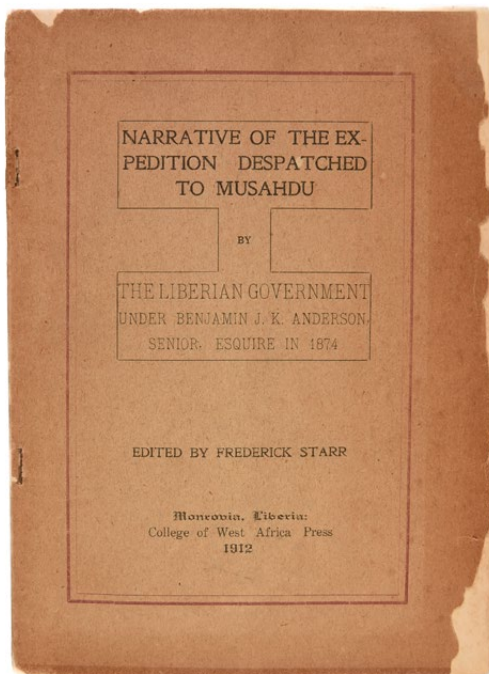 NARRATIVE OF THE EX-
PEDITION DESPATCHED
TO MUSAHDU
BY
THE LIBERIAN GOVERNMENT
UNDER BENJAMIN J. K. ANDERSON,
SENIOR, ESQUIRE IN 1874
EDITED BY FREDERICK STARR
Monrovia, Liberia:
College of West Africa Press
1912